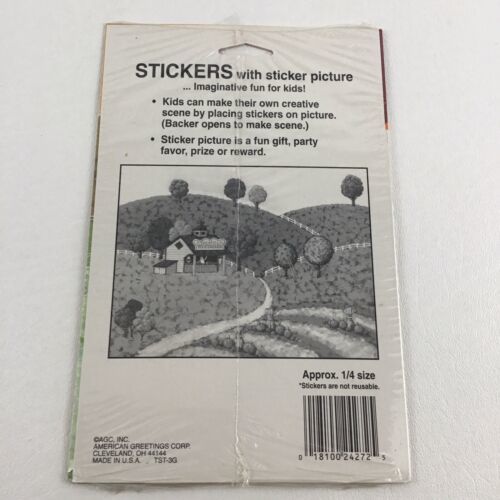 STICKERS with sticker picture
... Imaginative fun for kids!
• Kids can make their own creative
scene by placing stickers on picture.
(Backer opens to make scene.)
• Sticker picture is a fun gift, party
favor, prize or reward.
Approx. 1/4 size
*Stickers are not reusable.
©AGC, INC.
AMERICAN GREETINGS CORP.
CLEVELAND, OH 44144
MADE IN U.S.A. TST-3G
0 18100 24272 5